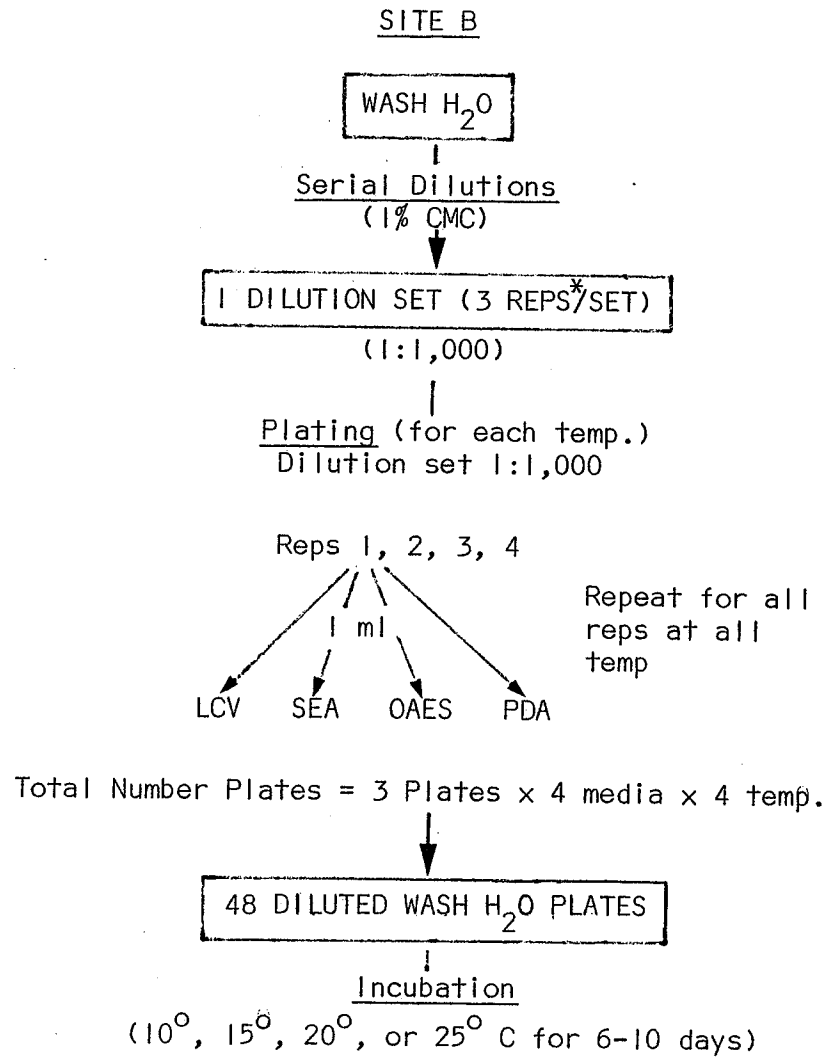 SITE B
WASH H₂O
Serial Dilutions
(1% CMC)
1 DILUTION SET (3 REPS*/SET)
(1:1,000)
Plating (for each temp.)
Dilution set 1:1,000
Reps 1, 2, 3, 4
1 ml
Repeat for all
reps at all
temp
LCV SEA OAES PDA
Total Number Plates = 3 Plates x 4 media x 4 temp.
48 DILUTED WASH H₂O PLATES
Incubation
(10°, 15°, 20°, or 25° C for 6-10 days)